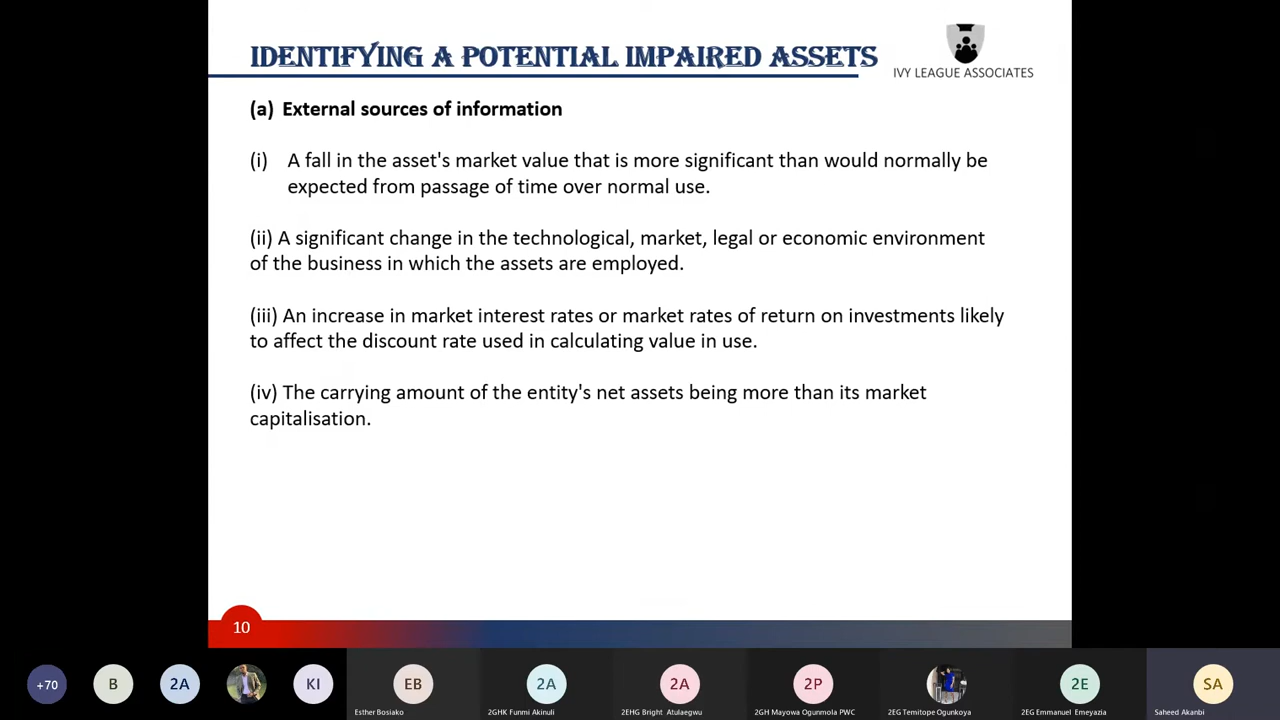 IDENTIFYING A POTENTIAL IMPAIRED ASSETS
IVY LEAGUE ASSOCIATES
(a) External sources of information
(i) A fall in the asset's market value that is more significant than would normally be
expected from passage of time over normal use.
(ii) A significant change in the technological, market, legal or economic environment
of the business in which the assets are employed.
(iii) An increase in market interest rates or market rates of return on investments likely
to affect the discount rate used in calculating value in use.
(iv) The carrying amount of the entity's net assets being more than its market
capitalisation.
10
+70
B
2A
KI
EB
2A
2A
2P
2E
SA
Esther Bosiako
2GHK Funmi Akinuli
2EHG Bright Atulaegwu
2GH Mayowa Ogunmola PWC
2EG Temitope Ogunkoya
2EG Emmanuel Emeyazia
Saheed Akanbi